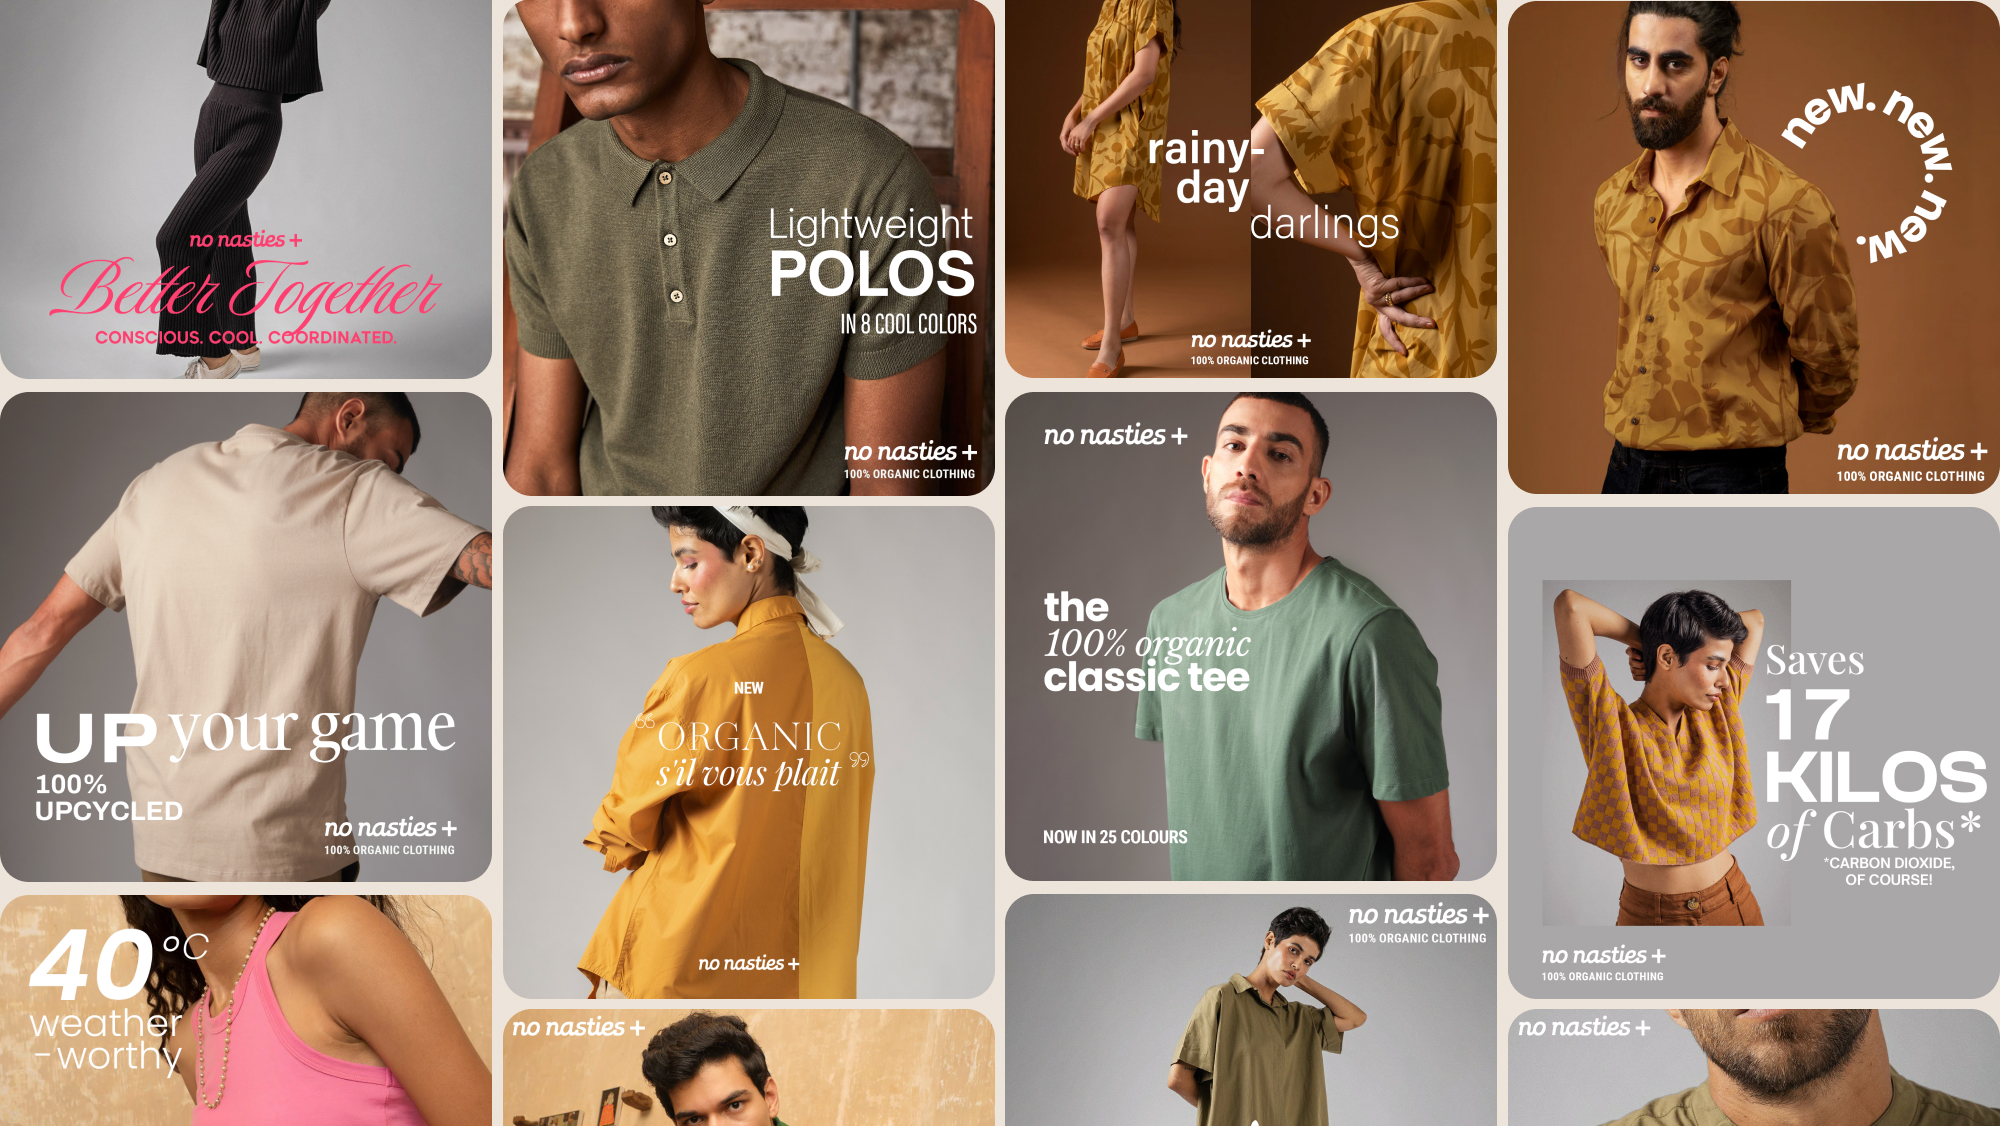 no nasties +
Better Together
CONSCIOUS. COOL. COORDINATED.
UP your game
100%
UPCYCLED
no nasties +
100% ORGANIC CLOTHING
40°C
weather
-worthy
Lightweight
POLOS
IN 8 COOL COLORS
no nasties +
100% ORGANIC CLOTHING
NEW
“ORGANIC
s'il vous plait”
no nasties +
no nasties +
rainy-
day
darlings
no nasties +
100% ORGANIC CLOTHING
no nasties +
the
100% organic
classic tee
NOW IN 25 COLOURS
no nasties +
100% ORGANIC CLOTHING
new. new. new.
no nasties +
100% ORGANIC CLOTHING
Saves
17
KILOS
of Carbs*
*CARBON DIOXIDE,
OF COURSE!
no nasties +
100% ORGANIC CLOTHING
no nasties +